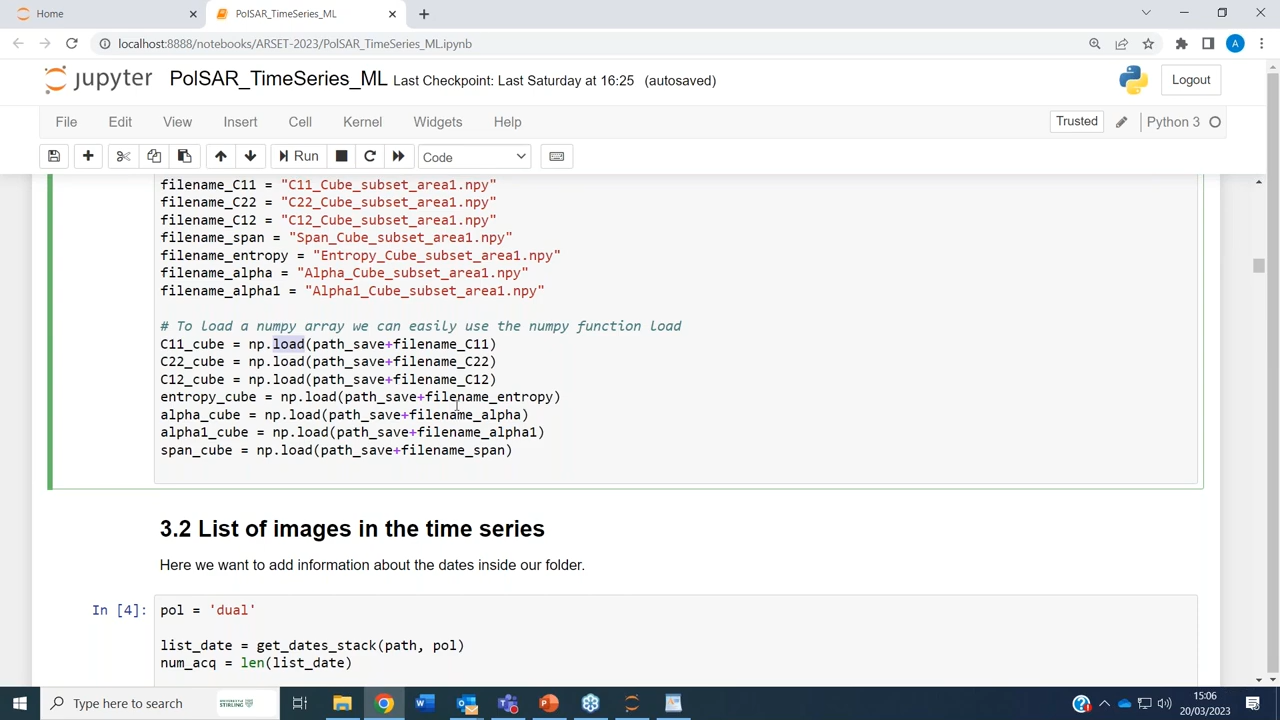 Home
PolSAR_TimeSeries_ML
localhost:8888/notebooks/ARSET-2023/PolSAR_TimeSeries_ML.ipynb
A
jupyter PolSAR_TimeSeries_ML Last Checkpoint: Last Saturday at 16:25 (autosaved)
Logout
File Edit View Insert Cell Kernel Widgets Help
Trusted
Python 3
Run
Code
filename_C11 = "C11_Cube_subset_area1.npy"
filename_C22 = "C22_Cube_subset_area1.npy"
filename_C12 = "C12_Cube_subset_area1.npy"
filename_span = "Span_Cube_subset_area1.npy"
filename_entropy = "Entropy_Cube_subset_area1.npy"
filename_alpha = "Alpha_Cube_subset_area1.npy"
filename_alpha1 = "Alpha1_Cube_subset_area1.npy"
# To load a numpy array we can easily use the numpy function load
C11_cube = np.load(path_save+filename_C11)
C22_cube = np.load(path_save+filename_C22)
C12_cube = np.load(path_save+filename_C12)
entropy_cube = np.load(path_save+filename_entropy)
alpha_cube = np.load(path_save+filename_alpha)
alpha1_cube = np.load(path_save+filename_alpha1)
span_cube = np.load(path_save+filename_span)
3.2 List of images in the time series
Here we want to add information about the dates inside our folder.
In [4]:
pol = 'dual'
list_date = get_dates_stack(path, pol)
num_acq = len(list_date)
Type here to search
15:06
20/03/2023